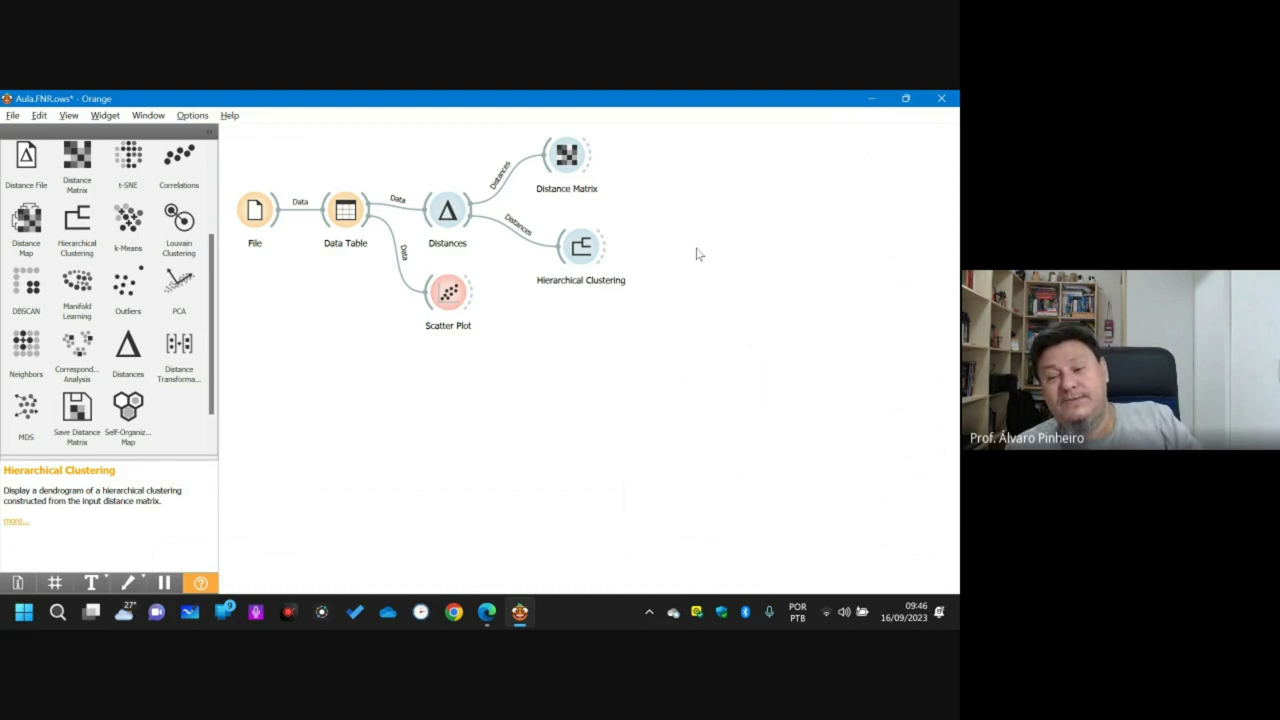 Aula.FNR.ows* - Orange
File Edit View Widget Window Options Help
Distance File
Distance Matrix
t-SNE
Correlations
Distance Map
Hierarchical Clustering
k-Means
Louvain Clustering
DBSCAN
Manifold Learning
Outliers
PCA
Neighbors
Correspond... Analysis
Distances
Distance Transforma...
MDS
Save Distance Matrix
Self-Organiz... Map
Hierarchical Clustering
Display a dendrogram of a hierarchical clustering
constructed from the input distance matrix.
more...
File
Data
Data Table
Data
Data
Distances
Distances
Distances
Distance Matrix
Hierarchical Clustering
Scatter Plot
Prof. Álvaro Pinheiro
27°
POR
PTB
09:46
16/09/2023